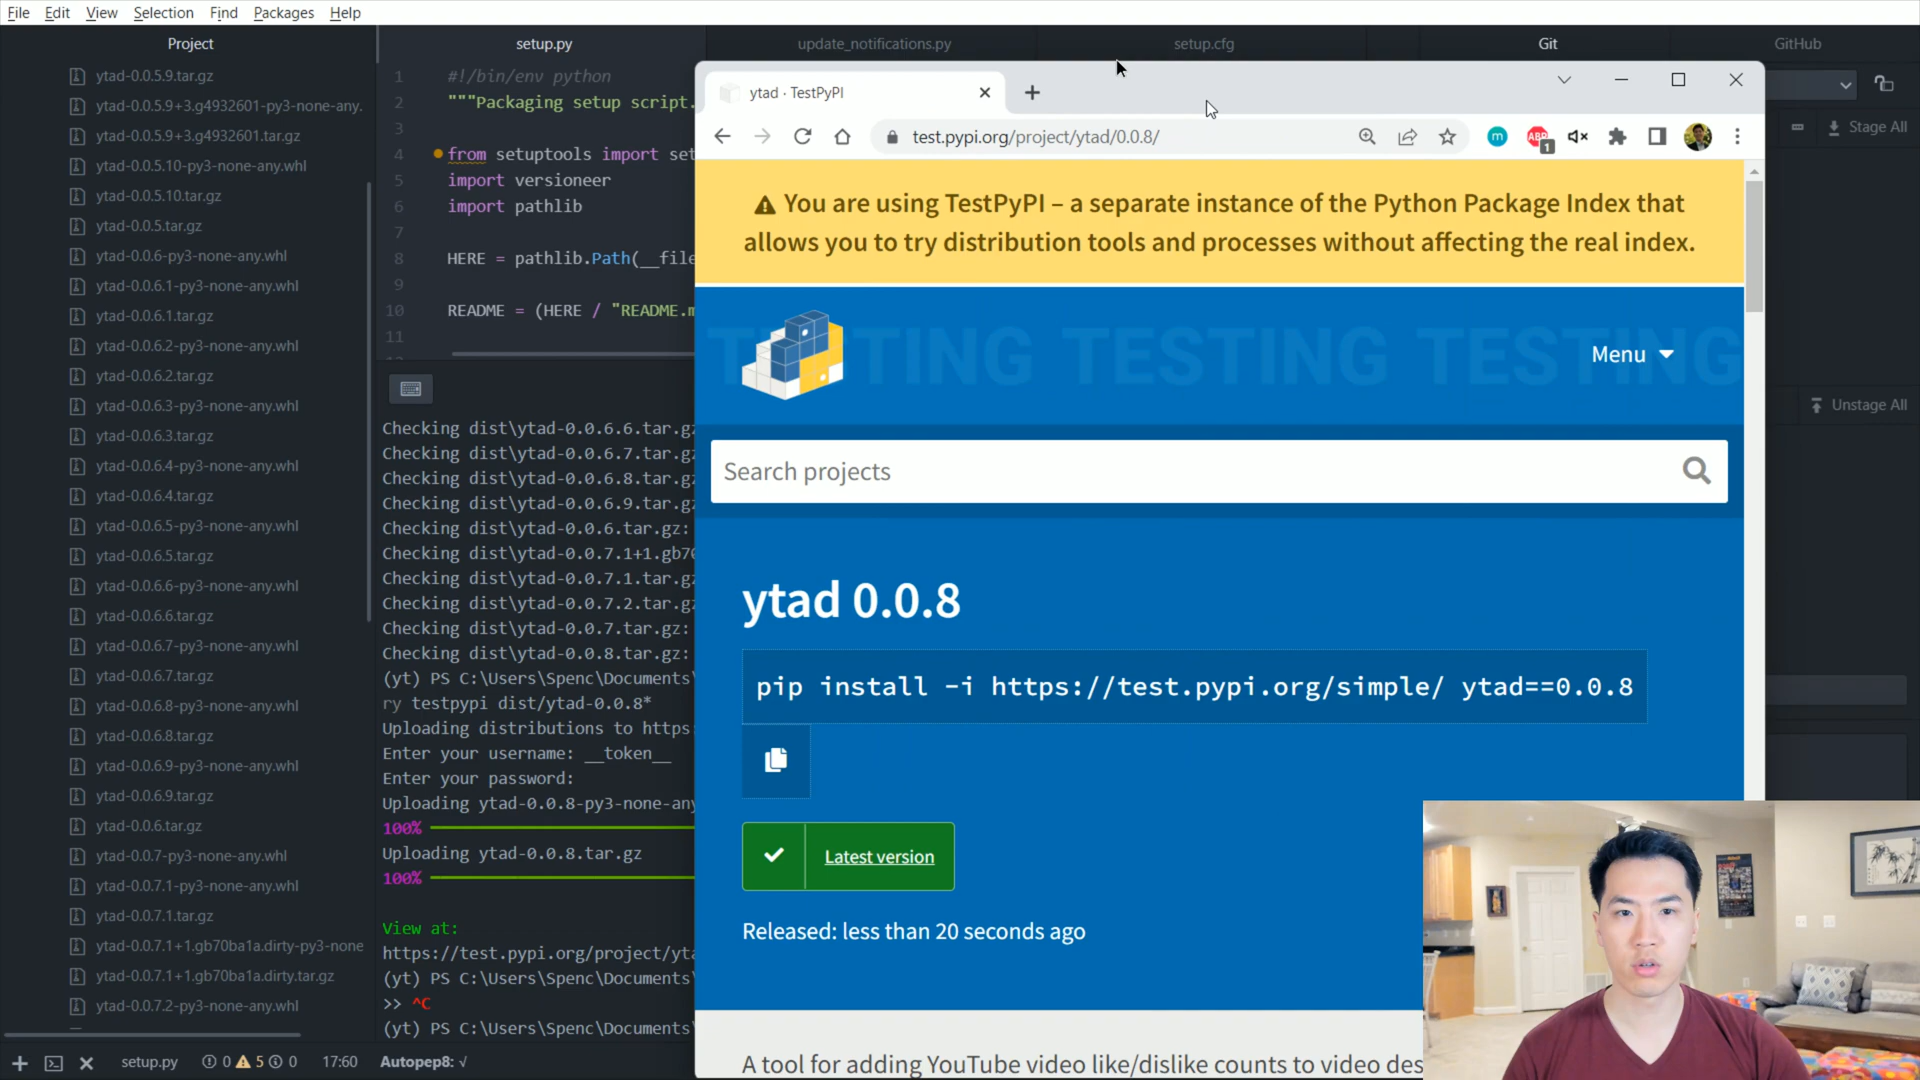 File Edit View Selection Find Packages Help
Project
setup.py
update_notifications.py
setup.cfg
Git
GitHub
ytad-0.0.5.9.tar.gz
ytad-0.0.5.9+3.g4932601-py3-none-any.
ytad-0.0.5.9+3.g4932601.tar.gz
ytad-0.0.5.10-py3-none-any.whl
ytad-0.0.5.10.tar.gz
ytad-0.0.5.tar.gz
ytad-0.0.6-py3-none-any.whl
ytad-0.0.6.1-py3-none-any.whl
ytad-0.0.6.1.tar.gz
ytad-0.0.6.2-py3-none-any.whl
ytad-0.0.6.2.tar.gz
ytad-0.0.6.3-py3-none-any.whl
ytad-0.0.6.3.tar.gz
ytad-0.0.6.4-py3-none-any.whl
ytad-0.0.6.4.tar.gz
ytad-0.0.6.5-py3-none-any.whl
ytad-0.0.6.5.tar.gz
ytad-0.0.6.6-py3-none-any.whl
ytad-0.0.6.6.tar.gz
ytad-0.0.6.7-py3-none-any.whl
ytad-0.0.6.7.tar.gz
ytad-0.0.6.8-py3-none-any.whl
ytad-0.0.6.8.tar.gz
ytad-0.0.6.9-py3-none-any.whl
ytad-0.0.6.9.tar.gz
ytad-0.0.6.tar.gz
ytad-0.0.7-py3-none-any.whl
ytad-0.0.7.1-py3-none-any.whl
ytad-0.0.7.1.tar.gz
ytad-0.0.7.1+1.gb70ba1a.dirty-py3-none
ytad-0.0.7.1+1.gb70ba1a.dirty.tar.gz
ytad-0.0.7.2-py3-none-any.whl
1 #!/bin/env python
2 """Packaging setup script.
3
4 from setuptools import set
5 import versioneer
6 import pathlib
7
8 HERE = pathlib.Path(__file
9
10 README = (HERE / "README.m
11
Checking dist\ytad-0.0.6.6.tar.gz
Checking dist\ytad-0.0.6.7.tar.gz
Checking dist\ytad-0.0.6.8.tar.gz
Checking dist\ytad-0.0.6.9.tar.gz
Checking dist\ytad-0.0.6.tar.gz:
Checking dist\ytad-0.0.7.1+1.gb70
Checking dist\ytad-0.0.7.1.tar.gz
Checking dist\ytad-0.0.7.2.tar.gz
Checking dist\ytad-0.0.7.tar.gz:
Checking dist\ytad-0.0.8.tar.gz:
(yt) PS C:\Users\Spenc\Documents\
ry testpypi dist/ytad-0.0.8*
Uploading distributions to https:
Enter your username: __token__
Enter your password:
Uploading ytad-0.0.8-py3-none-any
100%
Uploading ytad-0.0.8.tar.gz
100%
View at:
https://test.pypi.org/project/yta
(yt) PS C:\Users\Spenc\Documents\
>> ^C
(yt) PS C:\Users\Spenc\Documents\
ytad · TestPyPI
test.pypi.org/project/ytad/0.0.8/
m
ABP
1
You are using TestPyPI – a separate instance of the Python Package Index that
allows you to try distribution tools and processes without affecting the real index.
TESTING TESTING TESTING
Menu
Search projects
ytad 0.0.8
pip install -i https://test.pypi.org/simple/ ytad==0.0.8
Latest version
Released: less than 20 seconds ago
A tool for adding YouTube video like/dislike counts to video des
Stage All
Unstage All
setup.py
0 5 0
17:60
Autopep8: √